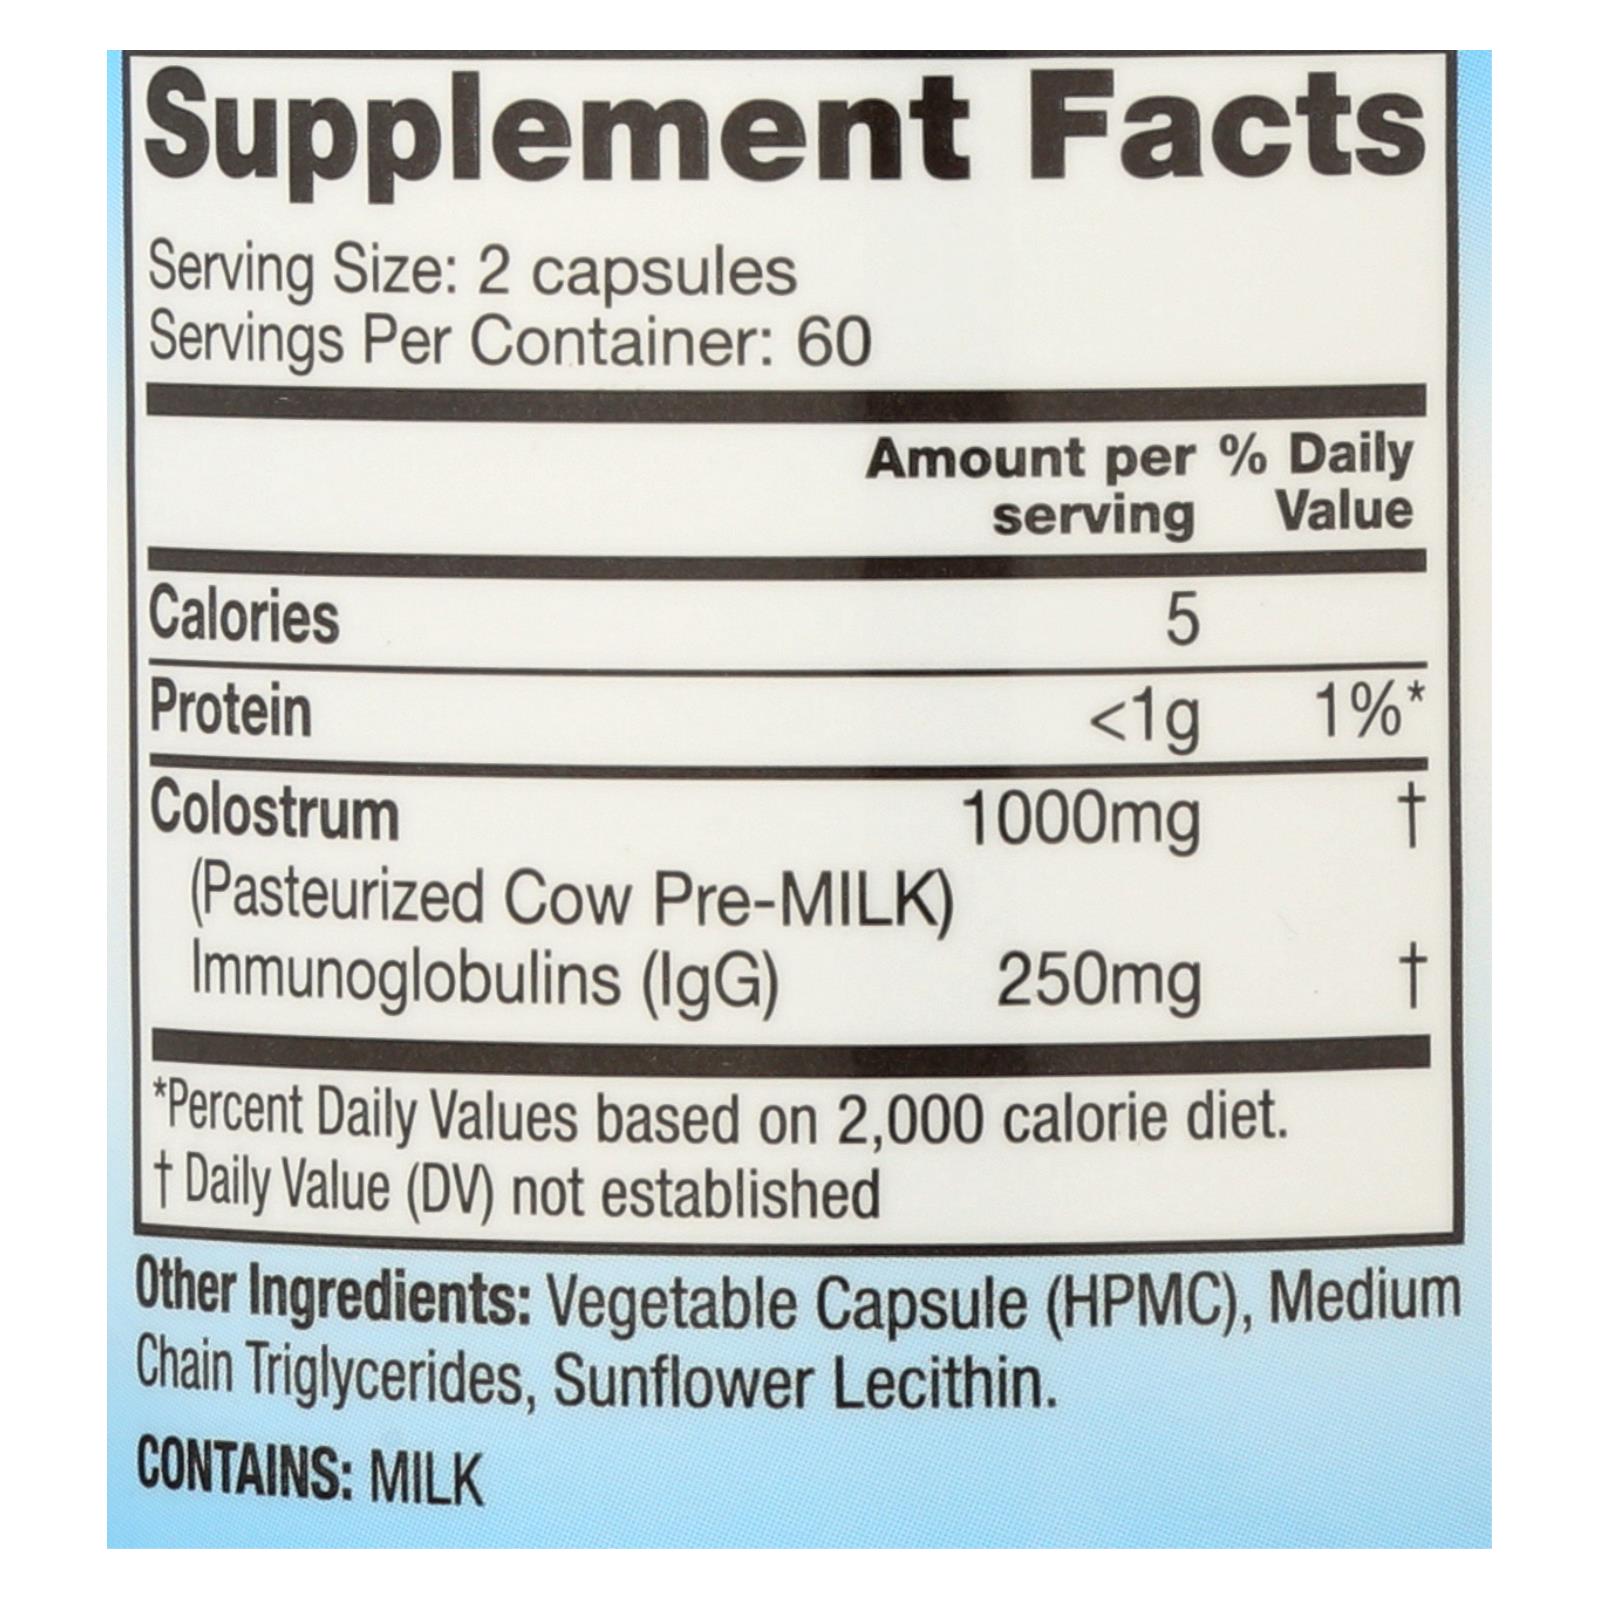 Supplement Facts
Serving Size: 2 capsules
Servings Per Container: 60
Amount per % Daily
serving Value
Calories 5
Protein <1g 1%*
Colostrum 1000mg †
(Pasteurized Cow Pre-MILK)
Immunoglobulins (IgG) 250mg †
*Percent Daily Values based on 2,000 calorie diet.
† Daily Value (DV) not established
Other Ingredients: Vegetable Capsule (HPMC), Medium
Chain Triglycerides, Sunflower Lecithin.
CONTAINS: MILK